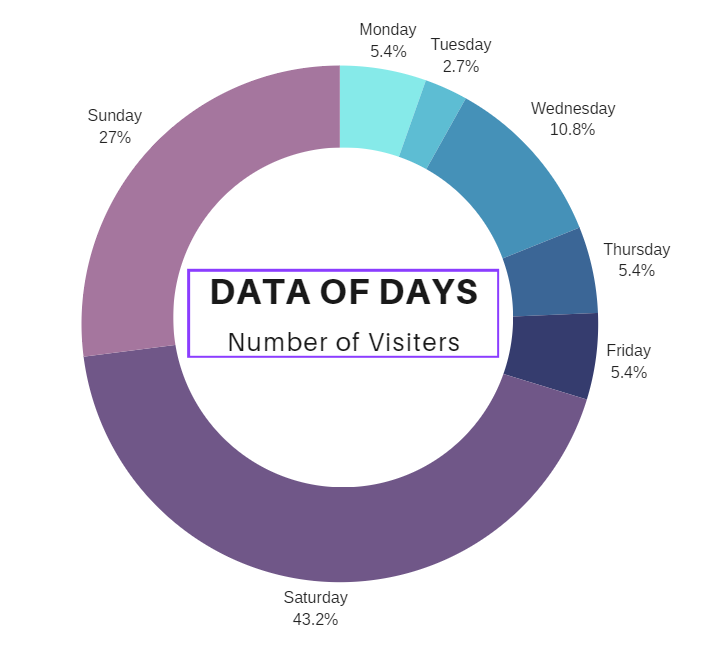 Monday
5.4%
Tuesday
2.7%
Wednesday
10.8%
Thursday
5.4%
Friday
5.4%
Saturday
43.2%
Sunday
27%
DATA OF DAYS
Number of Visiters